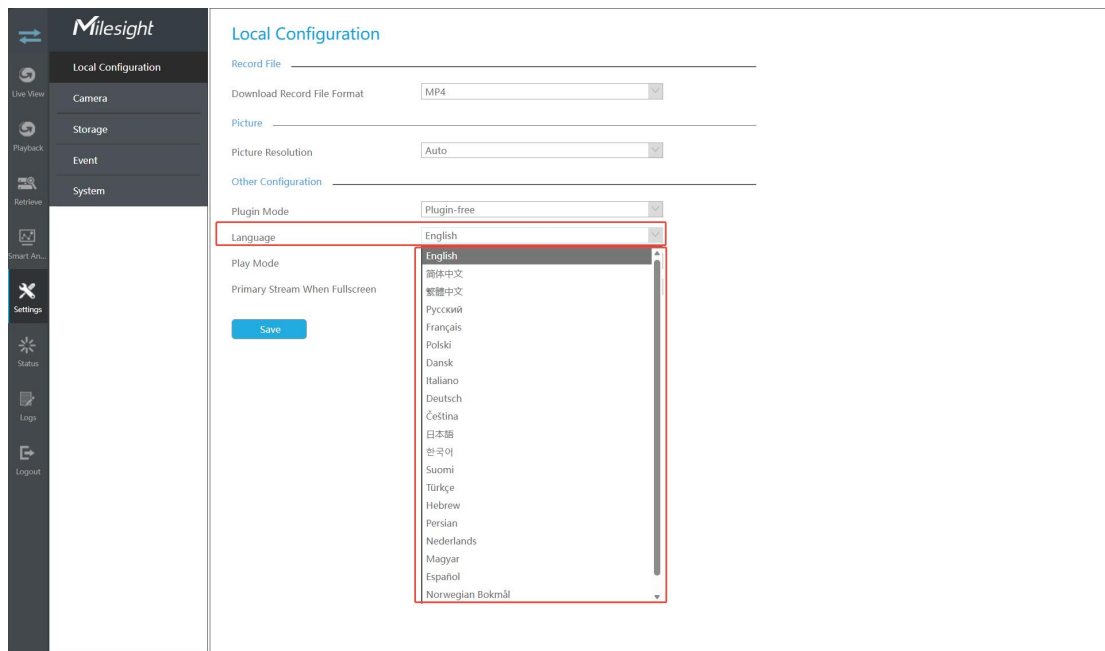 Milesight
Live View
Playback
Retrieve
Smart An...
Settings
Status
Logs
Logout
Local Configuration
Camera
Storage
Event
System
Local Configuration
Record File
Download Record File Format MP4
Picture
Picture Resolution Auto
Other Configuration
Plugin Mode Plugin-free
Language English
Play Mode
Primary Stream When Fullscreen
Save
English
简体中文
繁體中文
Русский
Français
Polski
Dansk
Italiano
Deutsch
Čeština
日本語
한국어
Suomi
Türkçe
Hebrew
Persian
Nederlands
Magyar
Español
Norwegian Bokmål